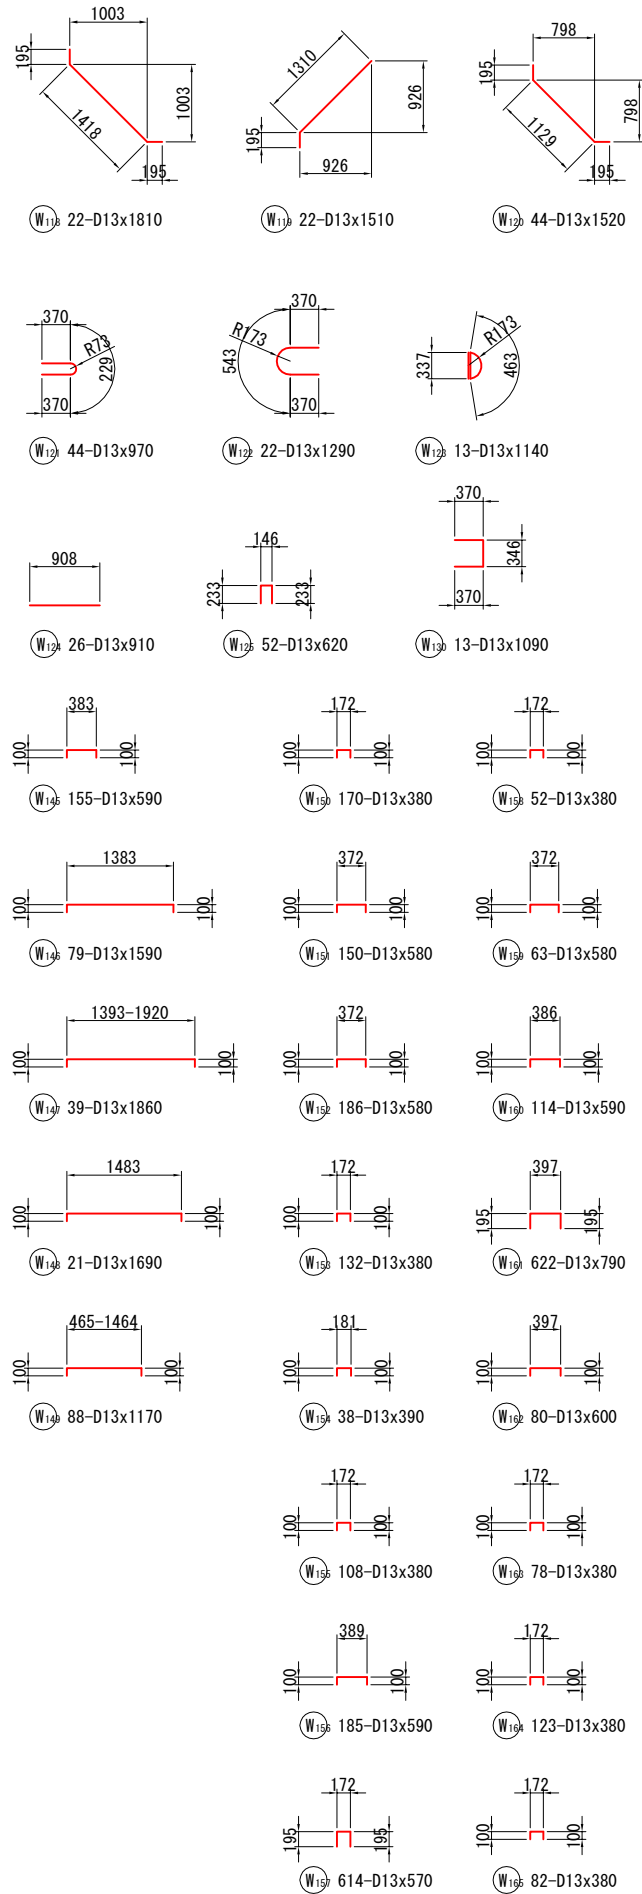 1003
195
1418
1003
195
W118 22-D13x1810
1310
926
195
926
W119 22-D13x1510
798
195
1129
798
195
W120 44-D13x1520
370
R73
229
370
W121 44-D13x970
370
R173
543
370
W122 22-D13x1290
R173
337
463
W123 13-D13x1140
908
W124 26-D13x910
146
233
233
W125 52-D13x620
370
346
370
W130 13-D13x1090
383
100
100
W145 155-D13x590
172
100
100
W150 170-D13x380
172
100
100
W158 52-D13x380
1383
100
100
W146 79-D13x1590
372
100
100
W151 150-D13x580
372
100
100
W159 63-D13x580
1393-1920
100
100
W147 39-D13x1860
372
100
100
W152 186-D13x580
386
100
100
W160 114-D13x590
1483
100
100
W148 21-D13x1690
172
100
100
W153 132-D13x380
397
195
195
W161 622-D13x790
465-1464
100
100
W149 88-D13x1170
181
100
100
W154 38-D13x390
397
100
100
W162 80-D13x600
172
100
100
W155 108-D13x380
172
100
100
W163 78-D13x380
389
100
100
W156 185-D13x590
172
100
100
W164 123-D13x380
172
195
195
W157 614-D13x570
172
100
100
W165 82-D13x380